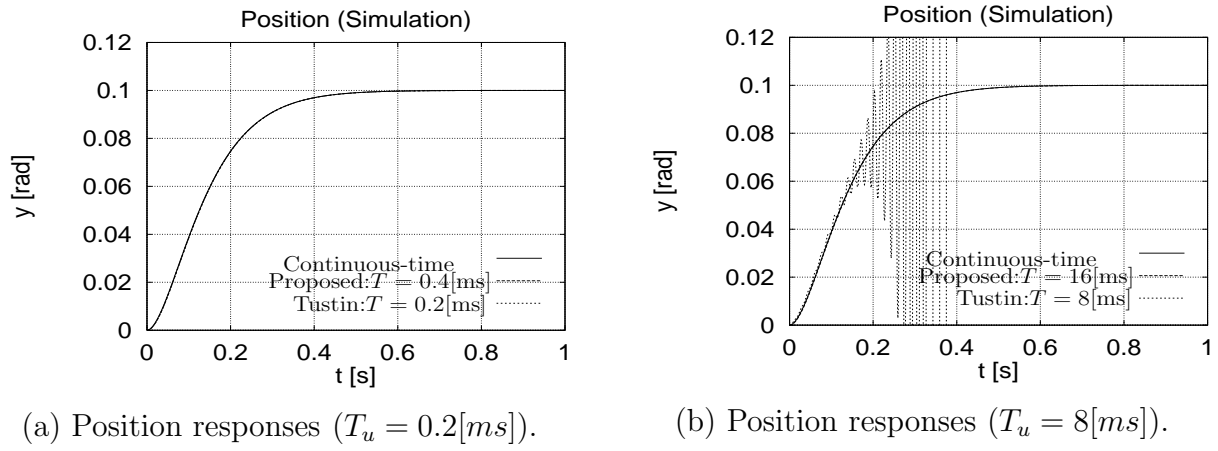 Position (Simulation)
0.12
0.1
0.08
0.06
0.04
0.02
0
y [rad]
Continuous-time
Proposed:T = 0.4[ms]
Tustin:T = 0.2[ms]
0 0.2 0.4 0.6 0.8 1
t [s]
(a) Position responses (T_u = 0.2[ms]).
Position (Simulation)
0.12
0.1
0.08
0.06
0.04
0.02
0
y [rad]
Continuous-time
Proposed:T = 16[ms]
Tustin:T = 8[ms]
0 0.2 0.4 0.6 0.8 1
t [s]
(b) Position responses (T_u = 8[ms]).